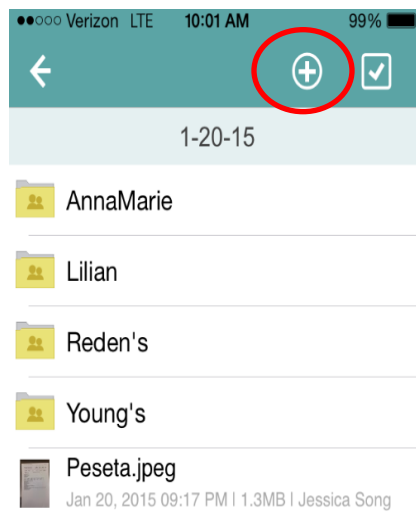 Verizon LTE 10:01 AM 99%
1-20-15
AnnaMarie
Lilian
Reden's
Young's
Peseta.jpeg
Jan 20, 2015 09:17 PM | 1.3MB | Jessica Song